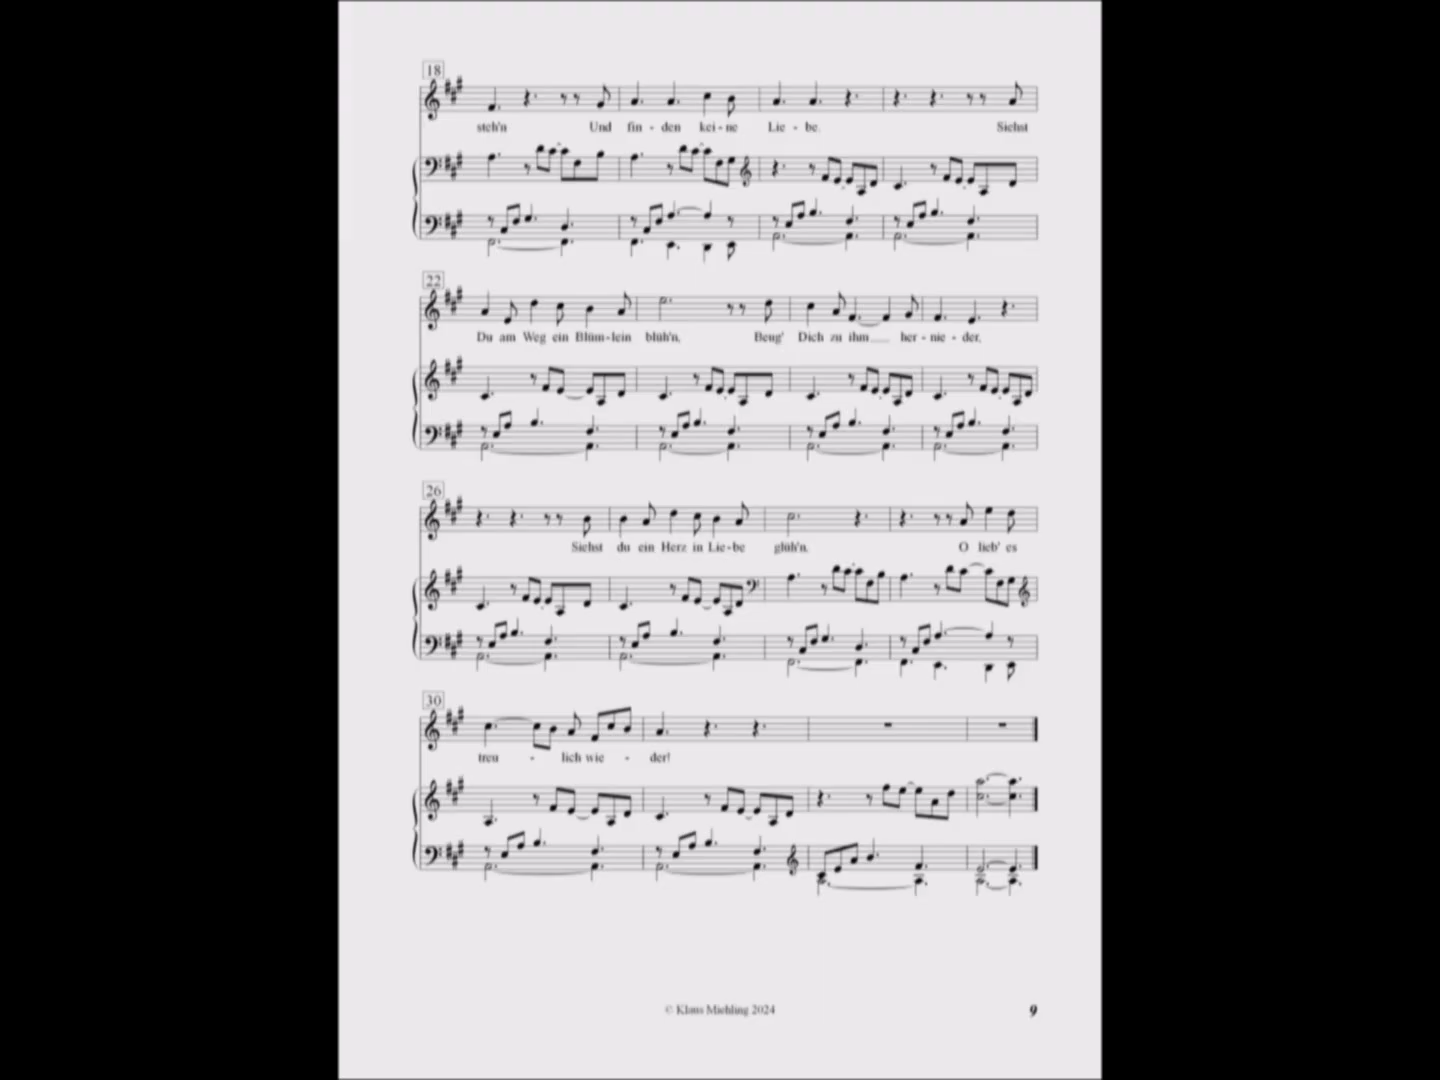 18
steh'n Und fin - den kei - ne Lie - be. Siehst
22
Du am Weg ein Blüm - lein blüh'n, Beug' Dich zu ihm her - nie - der,
26
Siehst du ein Herz in Lie - be glüh'n, O lieb' es
30
treu - lich wie - der!
© Klaus Miehling 2024
9